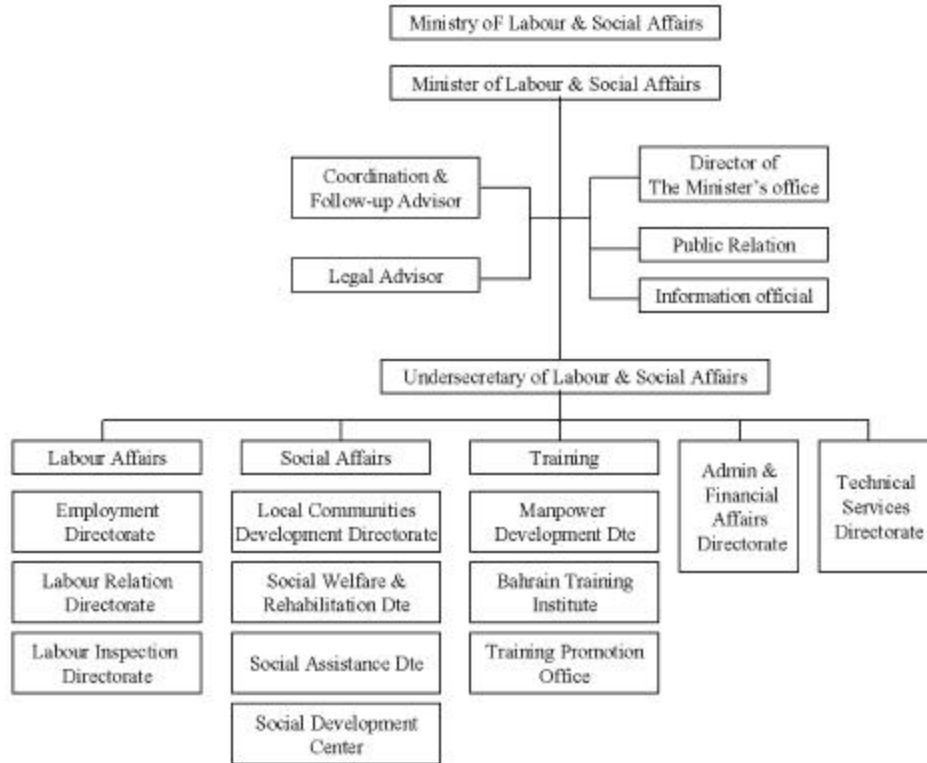 Ministry oF Labour & Social Affairs
Minister of Labour & Social Affairs
Coordination &
Follow-up Advisor
Legal Advisor
Director of
The Minister's office
Public Relation
Information official
Undersecretary of Labour & Social Affairs
Labour Affairs
Employment
Directorate
Labour Relation
Directorate
Labour Inspection
Directorate
Social Affairs
Local Communities
Development Directorate
Social Welfare &
Rehabilitation Dte
Social Assistance Dte
Social Development
Center
Training
Manpower
Development Dte
Bahrain Training
Institute
Training Promotion
Office
Admin &
Financial
Affairs
Directorate
Technical
Services
Directorate